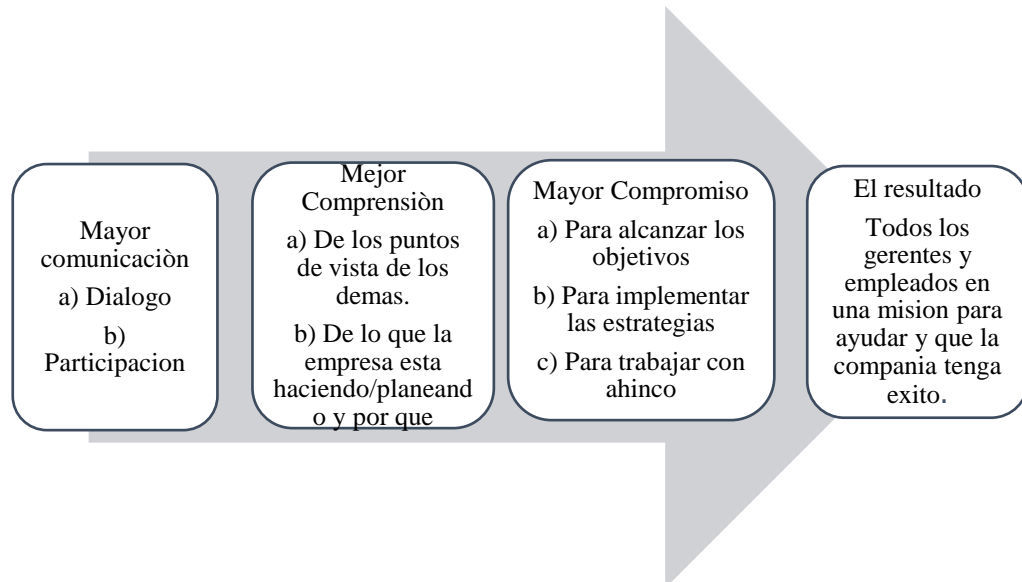 Mayor
comunicaciòn
a) Dialogo
b)
Participacion
Mejor
Comprensiòn
a) De los puntos
de vista de los
demas.
b) De lo que la
empresa esta
haciendo/planeand
o y por que
Mayor Compromiso
a) Para alcanzar los
objetivos
b) Para implementar
las estrategias
c) Para trabajar con
ahinco
El resultado
Todos los
gerentes y
empleados en
una mision para
ayudar y que la
compania tenga
exito.